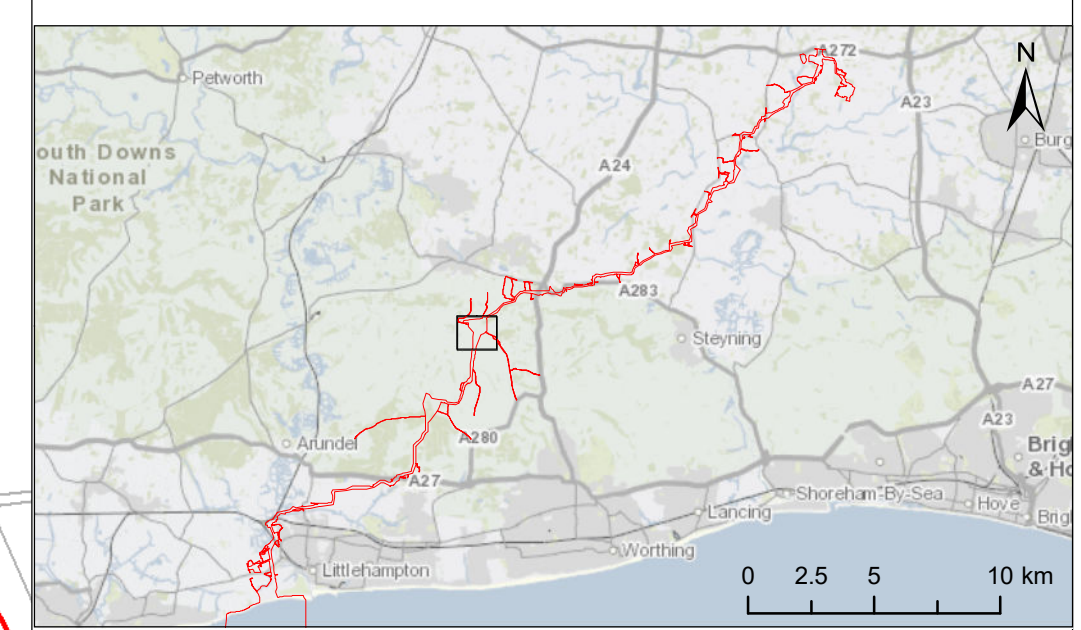 A272
N
Petworth
A23
Burg
outh Downs
National
Park
A24
A283
Steyning
A27
A23
Arundel
A280
Brig
& Ho
A27
Shoreham-By-Sea
Hove
Brig
Lancing
Worthing
Littlehampton
0 2.5 5 10 km